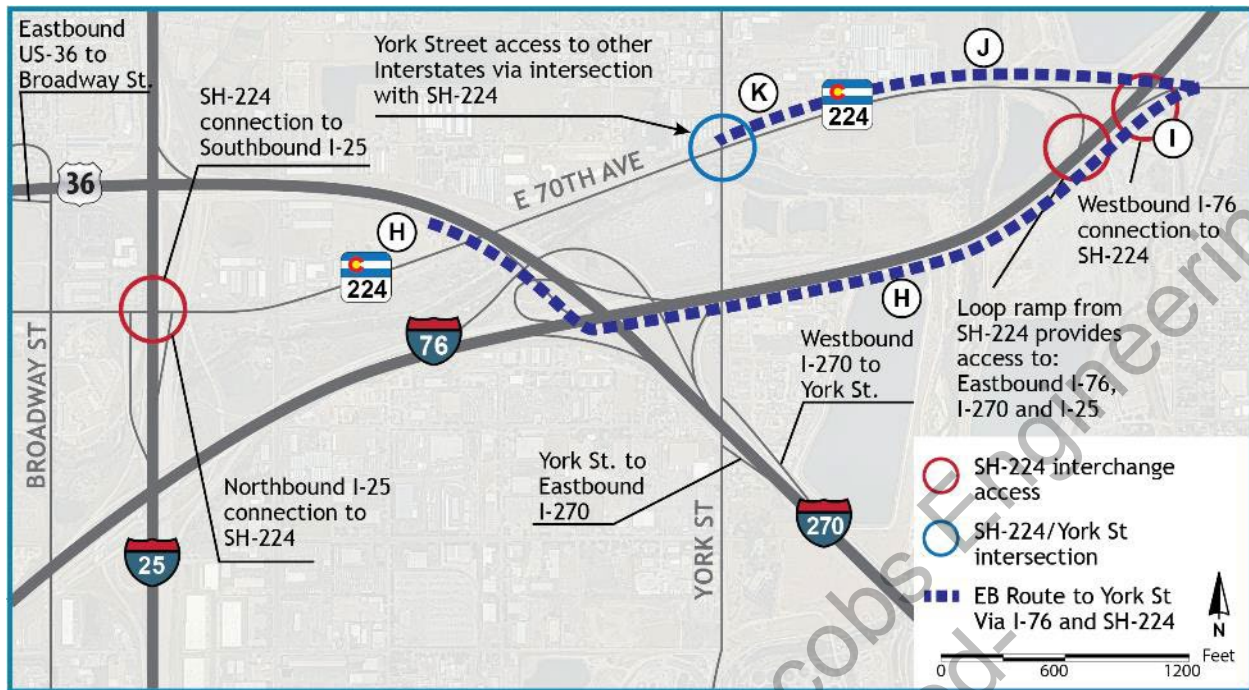 Eastbound
US-36 to
Broadway St.
SH-224
connection to
Southbound I-25
York Street access to other
Interstates via intersection
with SH-224
K
J
224
I
36
E 70TH AVE
H
224
Westbound I-76
connection to
SH-224
H
Loop ramp from
SH-224 provides
access to:
Eastbound I-76,
I-270 and I-25
76
Westbound
I-270 to
York St.
BROADWAY ST
Northbound I-25
connection to
SH-224
York St. to
Eastbound
I-270
YORK ST
270
25
SH-224 interchange
access
SH-224/York St
intersection
EB Route to York St
Via I-76 and SH-224
N
Feet
0 600 1200
cobs Engineerin
ed-